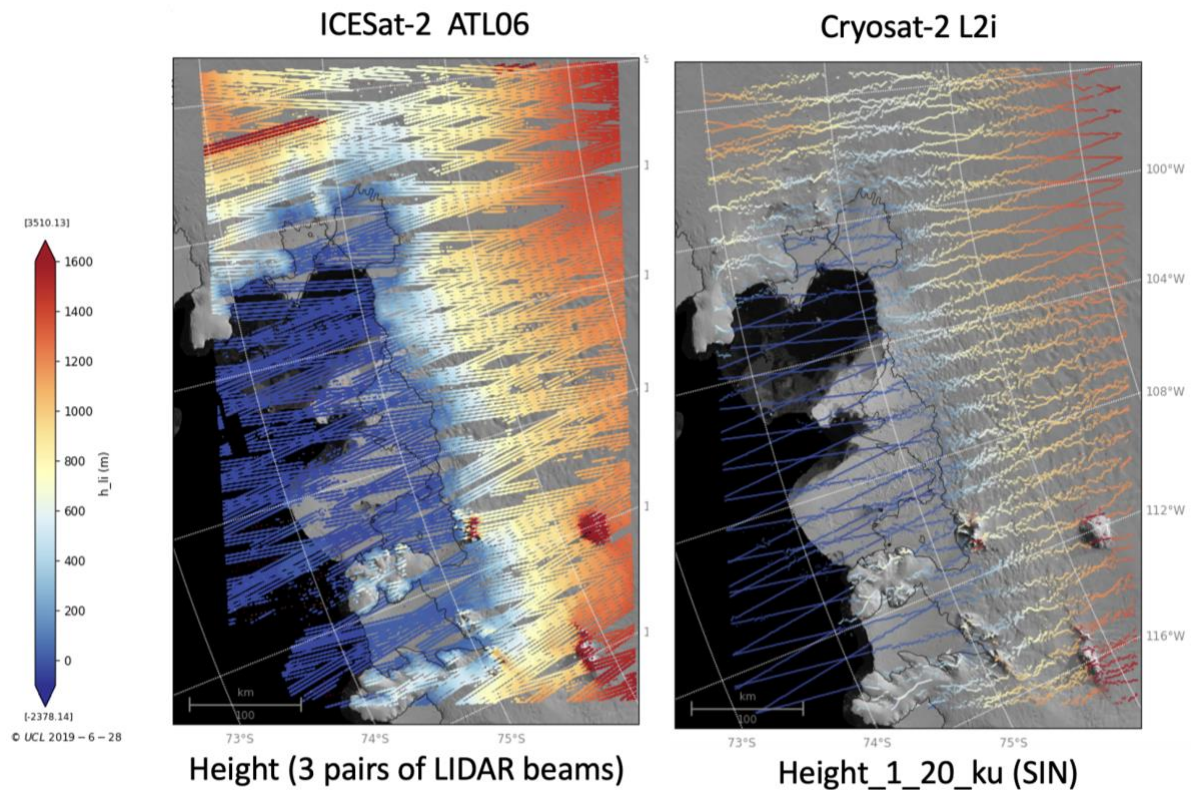 ICESat-2 ATL06
Cryosat-2 L2i
[3510.13]
1600
1400
1200
1000
800
600
400
200
0
h_li (m)
[-2378.14]
© UCL 2019 – 6 – 28
km
100
73°S
74°S
75°S
km
100
100°W
104°W
108°W
112°W
116°W
73°S
74°S
75°S
Height (3 pairs of LIDAR beams)
Height_1_20_ku (SIN)